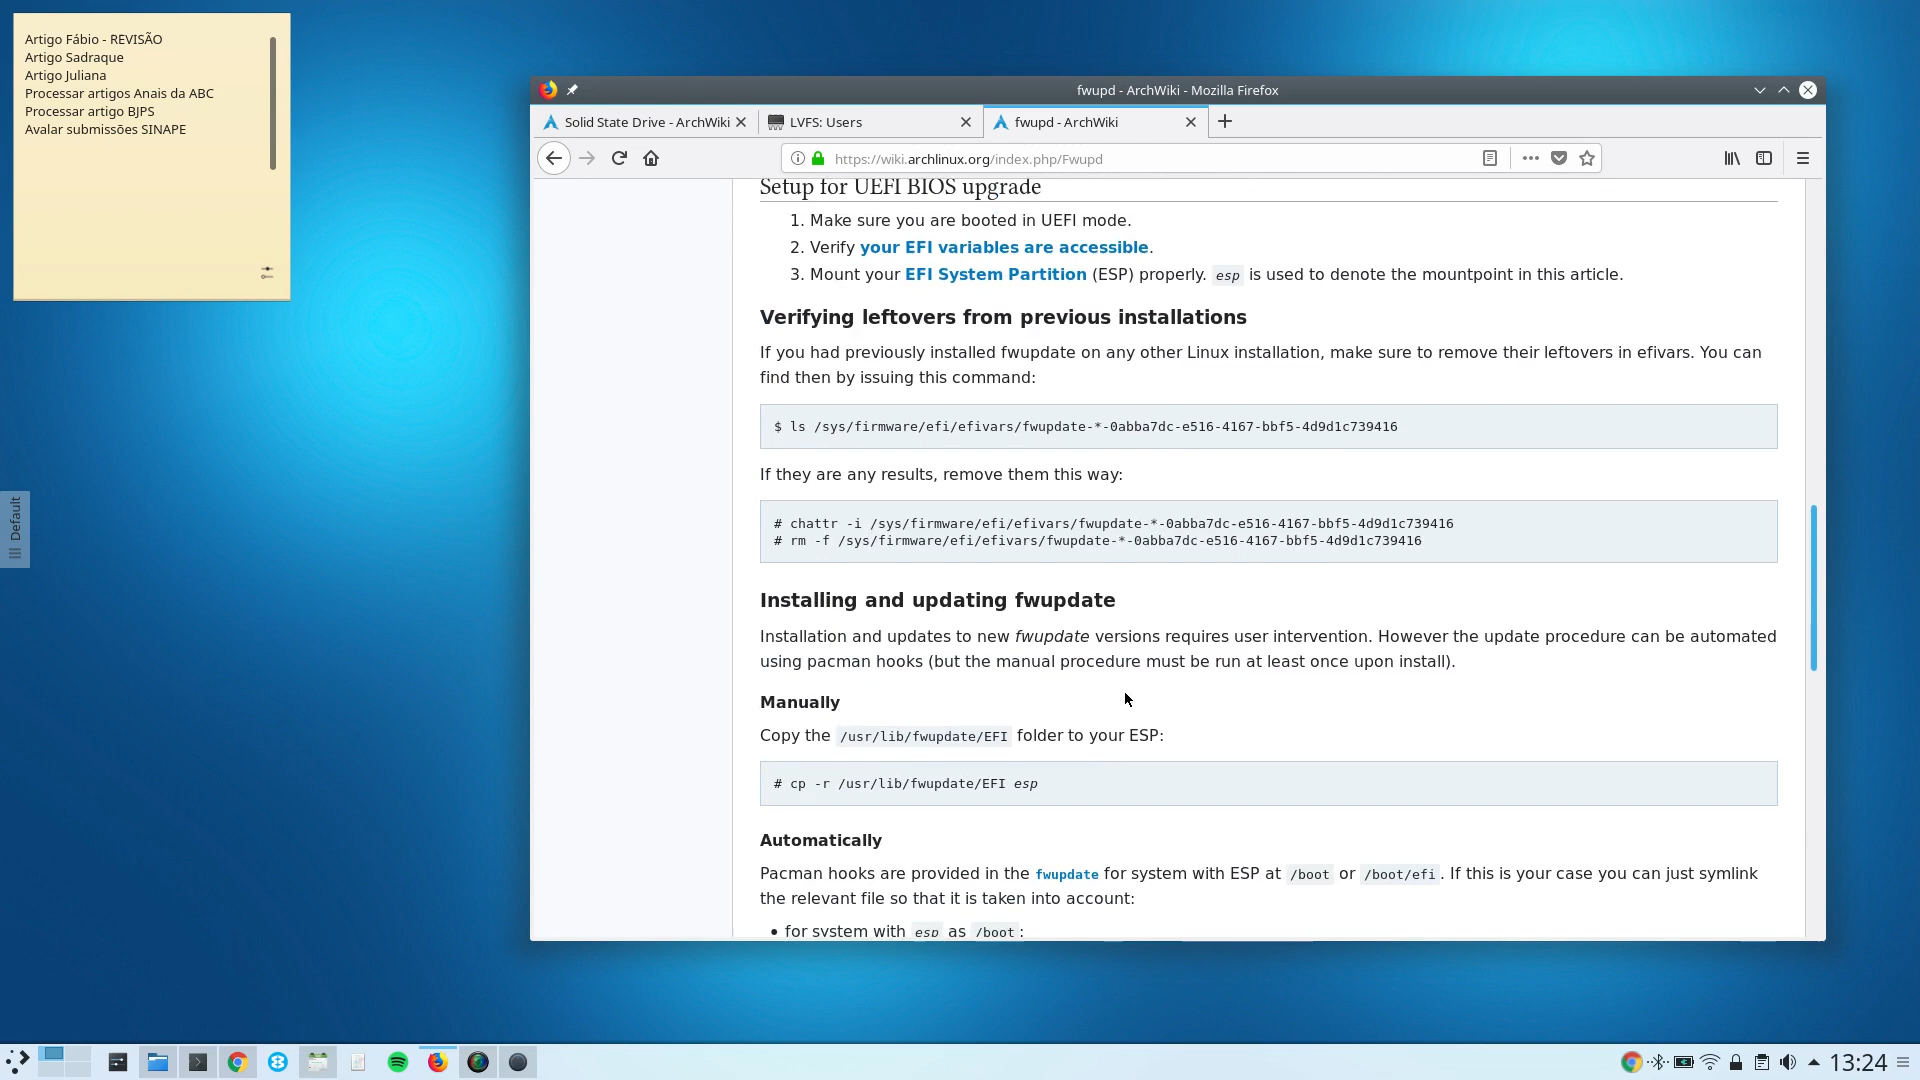 Artigo Fábio - REVISÃO
Artigo Sadraque
Artigo Juliana
Processar artigos Anais da ABC
Processar artigo BJPS
Avalar submissões SINAPE
Default
fwupd - ArchWiki - Mozilla Firefox
Solid State Drive - ArchWiki
LVFS: Users
fwupd - ArchWiki
https://wiki.archlinux.org/index.php/Fwupd
Setup for UEFI BIOS upgrade
1. Make sure you are booted in UEFI mode.
2. Verify your EFI variables are accessible.
3. Mount your EFI System Partition (ESP) properly. esp is used to denote the mountpoint in this article.
Verifying leftovers from previous installations
If you had previously installed fwupdate on any other Linux installation, make sure to remove their leftovers in efivars. You can
find then by issuing this command:
$ ls /sys/firmware/efi/efivars/fwupdate-*-0abba7dc-e516-4167-bbf5-4d9d1c739416
If they are any results, remove them this way:
# chattr -i /sys/firmware/efi/efivars/fwupdate-*-0abba7dc-e516-4167-bbf5-4d9d1c739416
# rm -f /sys/firmware/efi/efivars/fwupdate-*-0abba7dc-e516-4167-bbf5-4d9d1c739416
Installing and updating fwupdate
Installation and updates to new fwupdate versions requires user intervention. However the update procedure can be automated
using pacman hooks (but the manual procedure must be run at least once upon install).
Manually
Copy the /usr/lib/fwupdate/EFI folder to your ESP:
# cp -r /usr/lib/fwupdate/EFI esp
Automatically
Pacman hooks are provided in the fwupdate for system with ESP at /boot or /boot/efi. If this is your case you can just symlink
the relevant file so that it is taken into account:
• for system with esp as /boot:
13:24